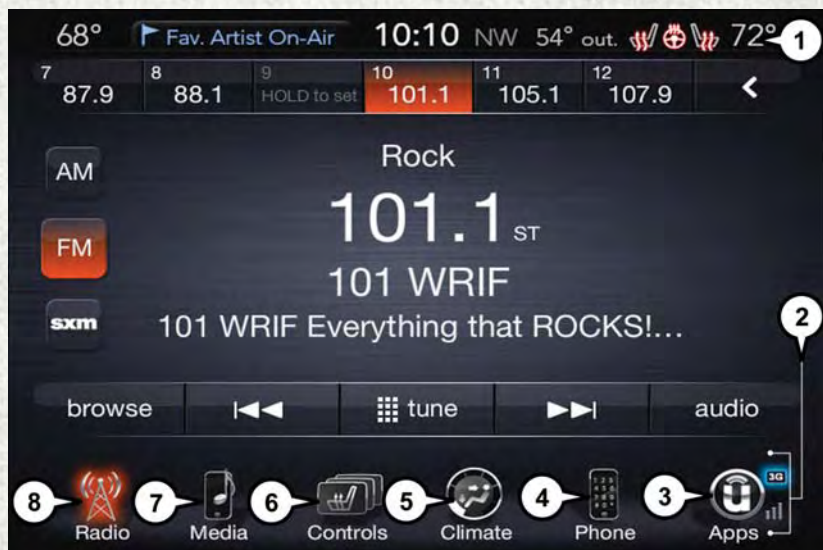 68° Fav. Artist On-Air 10:10 NW 54° out. 72° 1
7 8 9 10 11 12
87.9 88.1 HOLD to set 101.1 105.1 107.9
Rock
AM
101.1 ST
FM
101 WRIF
sxm
101 WRIF Everything that ROCKS!...
2
browse tune audio
3G
8 7 6 5 4 3
Radio Media Controls Climate Phone Apps